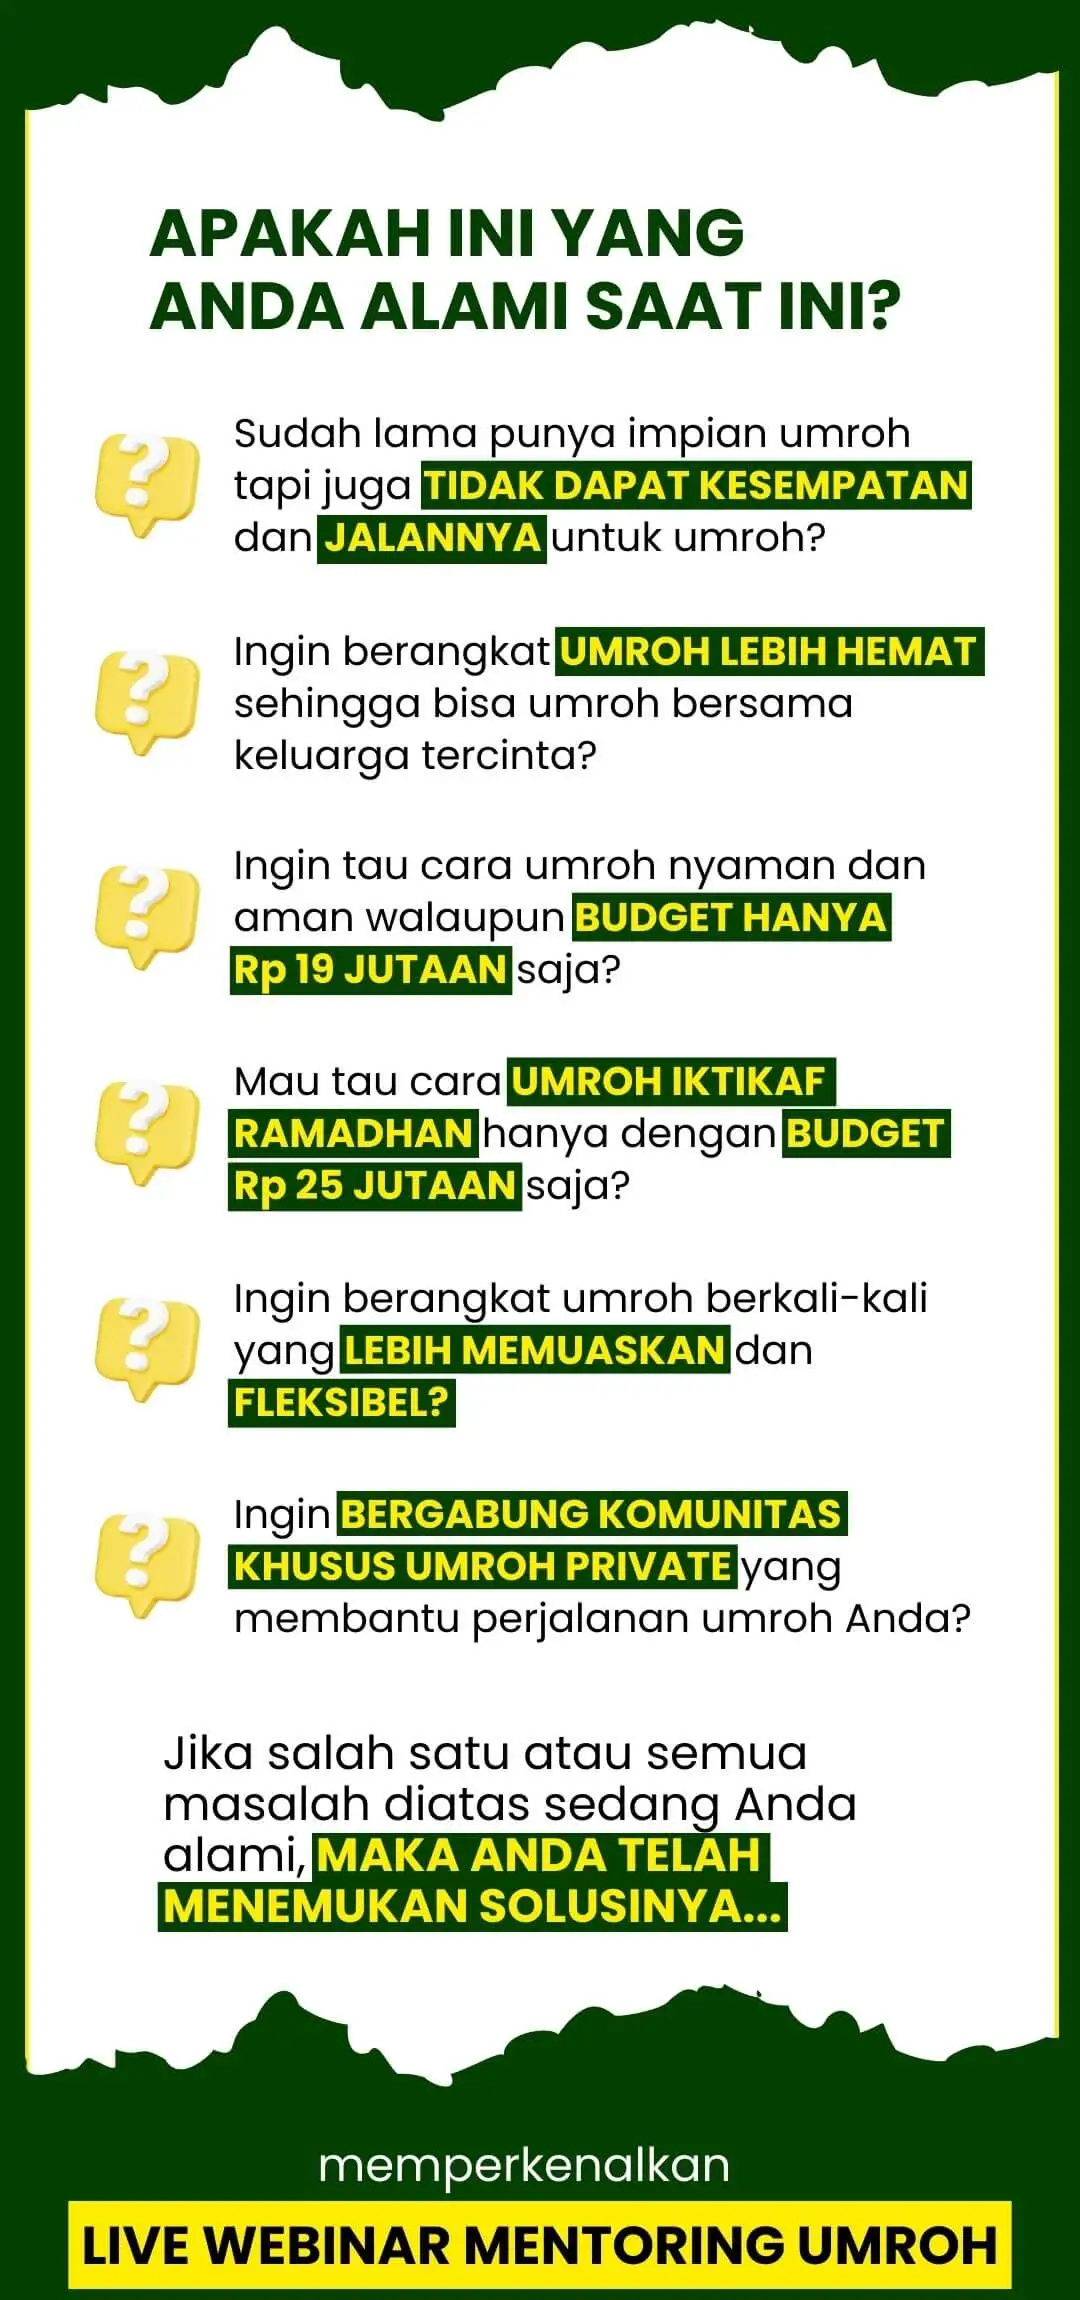 APAKAH INI YANG
ANDA ALAMI SAAT INI?
Sudah lama punya impian umroh
tapi juga TIDAK DAPAT KESEMPATAN
dan JALANNYA untuk umroh?
Ingin berangkat UMROH LEBIH HEMAT
sehingga bisa umroh bersama
keluarga tercinta?
Ingin tau cara umroh nyaman dan
aman walaupun BUDGET HANYA
Rp 19 JUTAAN saja?
Mau tau cara UMROH IKTIKAF
RAMADHAN hanya dengan BUDGET
Rp 25 JUTAAN saja?
Ingin berangkat umroh berkali-kali
yang LEBIH MEMUASKAN dan
FLEKSIBEL?
Ingin BERGABUNG KOMUNITAS
KHUSUS UMROH PRIVATE yang
membantu perjalanan umroh Anda?
Jika salah satu atau semua
masalah diatas sedang Anda
alami, MAKA ANDA TELAH
MENEMUKAN SOLUSINYA...
memperkenalkan
LIVE WEBINAR MENTORING UMROH